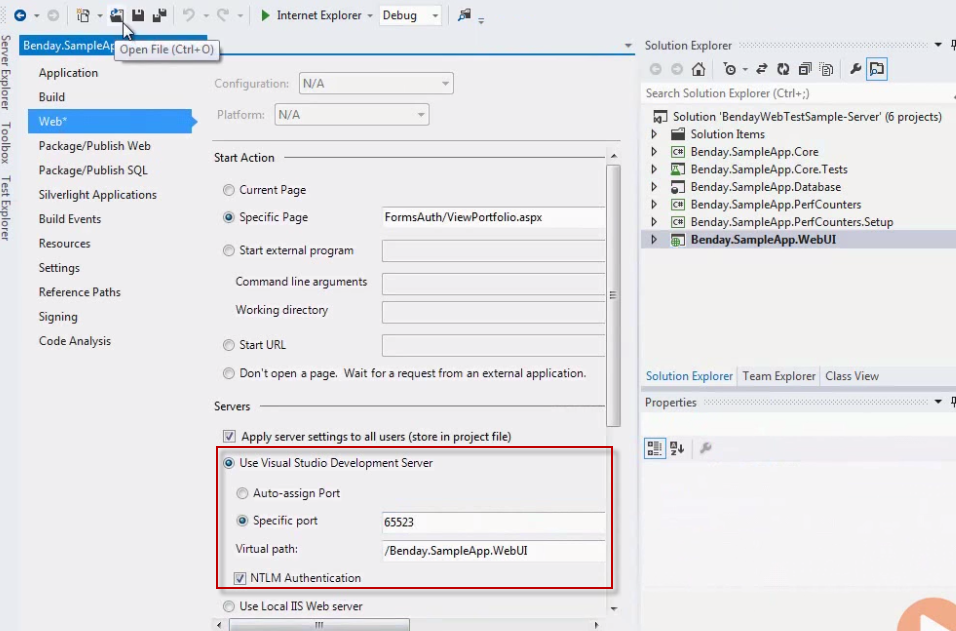 Internet Explorer
Debug
Benday.SampleAp
Open File (Ctrl+O)
Server Explorer
Toolbox
Test Explorer
Application
Build
Web*
Package/Publish Web
Package/Publish SQL
Silverlight Applications
Build Events
Resources
Settings
Reference Paths
Signing
Code Analysis
Configuration: N/A
Platform: N/A
Start Action
Current Page
Specific Page FormsAuth/ViewPortfolio.aspx
Start external program
Command line arguments
Working directory
Start URL
Don't open a page. Wait for a request from an external application.
Servers
Apply server settings to all users (store in project file)
Use Visual Studio Development Server
Auto-assign Port
Specific port 65523
Virtual path: /Benday.SampleApp.WebUI
NTLM Authentication
Use Local IIS Web server
Solution Explorer
Search Solution Explorer (Ctrl+;)
Solution 'BendayWebTestSample-Server' (6 projects)
Solution Items
Benday.SampleApp.Core
Benday.SampleApp.Core.Tests
Benday.SampleApp.Database
Benday.SampleApp.PerfCounters
Benday.SampleApp.PerfCounters.Setup
Benday.SampleApp.WebUI
Solution Explorer Team Explorer Class View
Properties